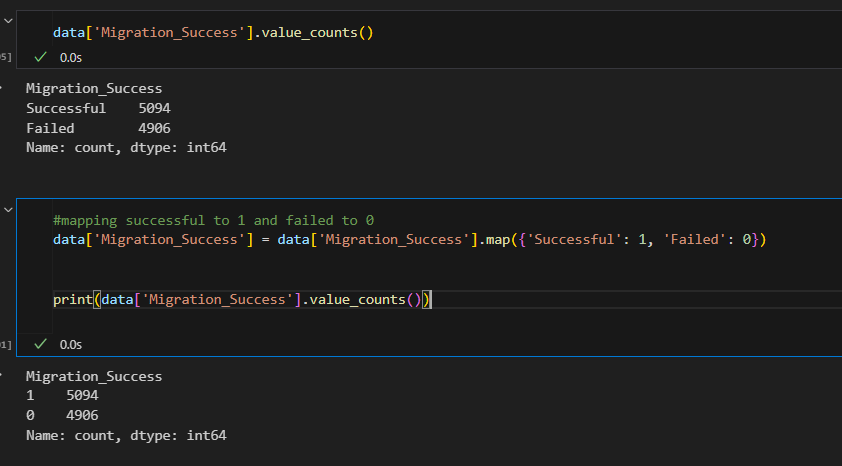 data['Migration_Success'].value_counts()
5]
0.0s
Migration_Success
Successful    5094
Failed        4906
Name: count, dtype: int64
#mapping successful to 1 and failed to 0
data['Migration_Success'] = data['Migration_Success'].map({'Successful': 1, 'Failed': 0})
print(data['Migration_Success'].value_counts())
1]
0.0s
Migration_Success
1    5094
0    4906
Name: count, dtype: int64